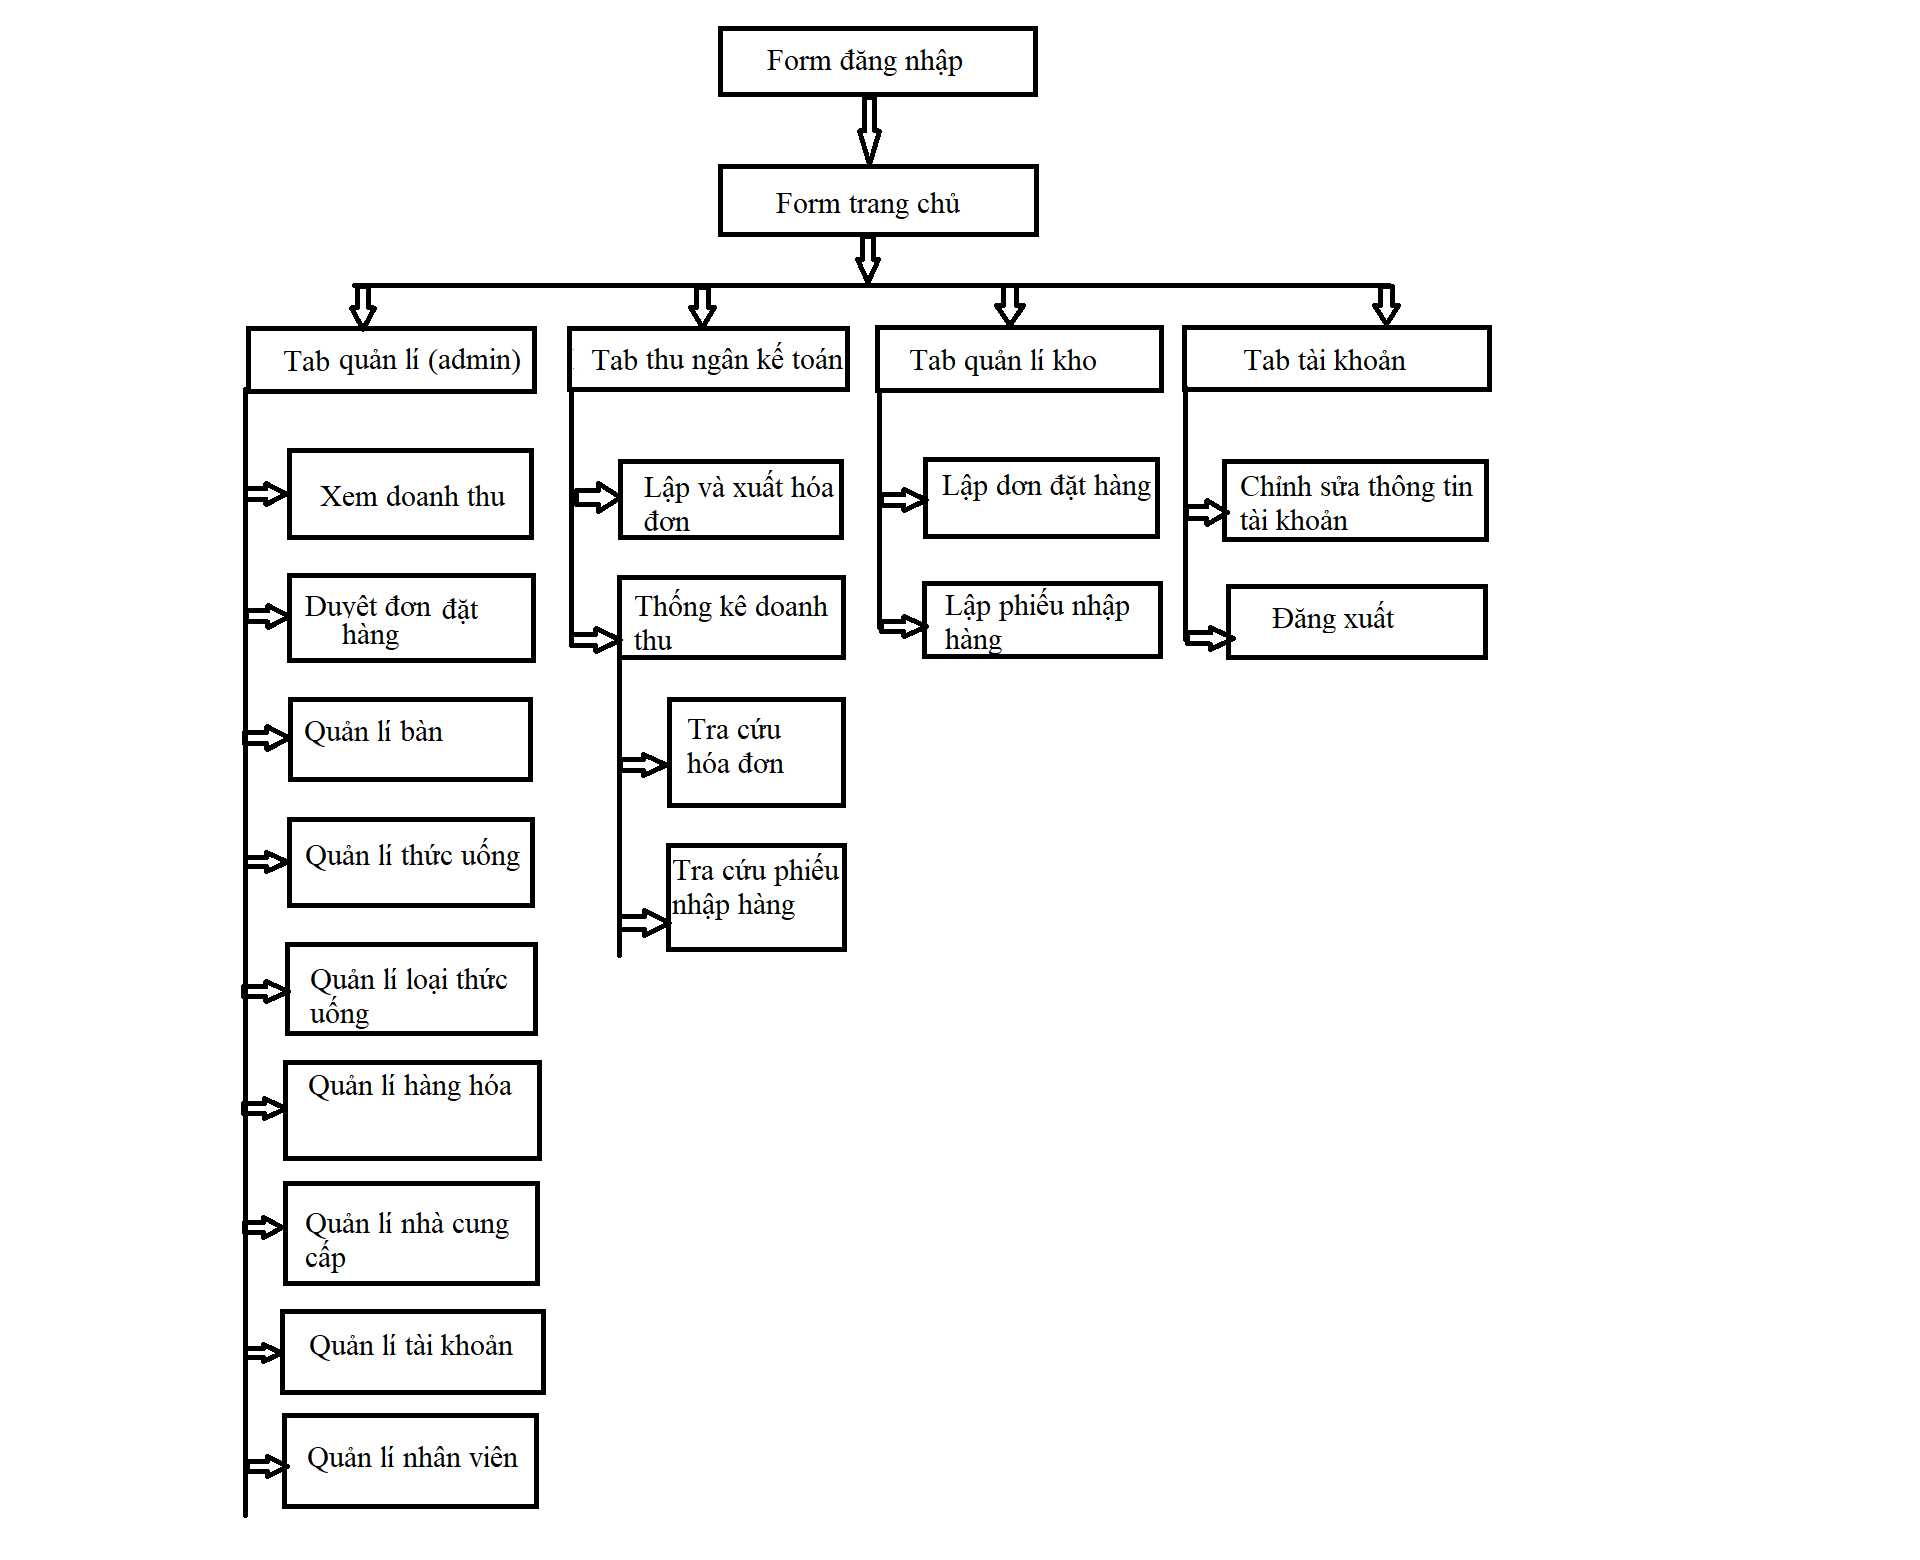 Form đăng nhập
Form trang chủ
Tab quản lí (admin)
Tab thu ngân kế toán
Tab quản lí kho
Tab tài khoản
Xem doanh thu
Duyệt đơn đặt
hàng
Quản lí bàn
Quản lí thức uống
Quản lí loại thức
uống
Quản lí hàng hóa
Quản lí nhà cung
cấp
Quản lí tài khoản
Quản lí nhân viên
Lập và xuất hóa
đơn
Thống kê doanh
thu
Tra cứu
hóa đơn
Tra cứu phiếu
nhập hàng
Lập dơn đặt hàng
Lập phiếu nhập
hàng
Chỉnh sửa thông tin
tài khoản
Đăng xuất